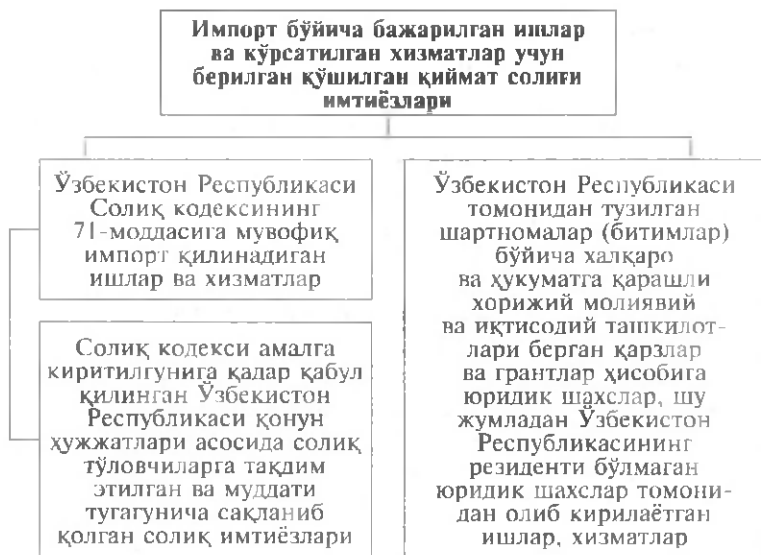 Импорт бўйича бажарилган ишлар
ва кўрсатилган хизматлар учун
берилган қўшилган қиймат солиғи
имтиёзлари
Ўзбекистон Республикаси
Солиқ кодексининг
71-моддасига мувофиқ
импорт қилинадиган
ишлар ва хизматлар
Солиқ кодекси амалга
киритилгунига қадар қабул
қилинган Ўзбекистон
Республикаси қонун
ҳужжатлари асосида солиқ
тўловчиларга тақдим
этилган ва муддати
тугагунича сақланиб
қолган солиқ имтиёзлари
Ўзбекистон Республикаси
томонидан тузилган
шартномалар (битимлар)
бўйича халқаро
ва ҳукуматга қарашли
хорижий молиявий
ва иқтисодий ташкилот-
лари берган қарзлар
ва грантлар ҳисобига
юридик шахслар, шу
жумладан Ўзбекистон
Республикасининг
резиденти бўлмаган
юридик шахслар томони-
дан олиб кирилаётган
ишлар, хизматлар